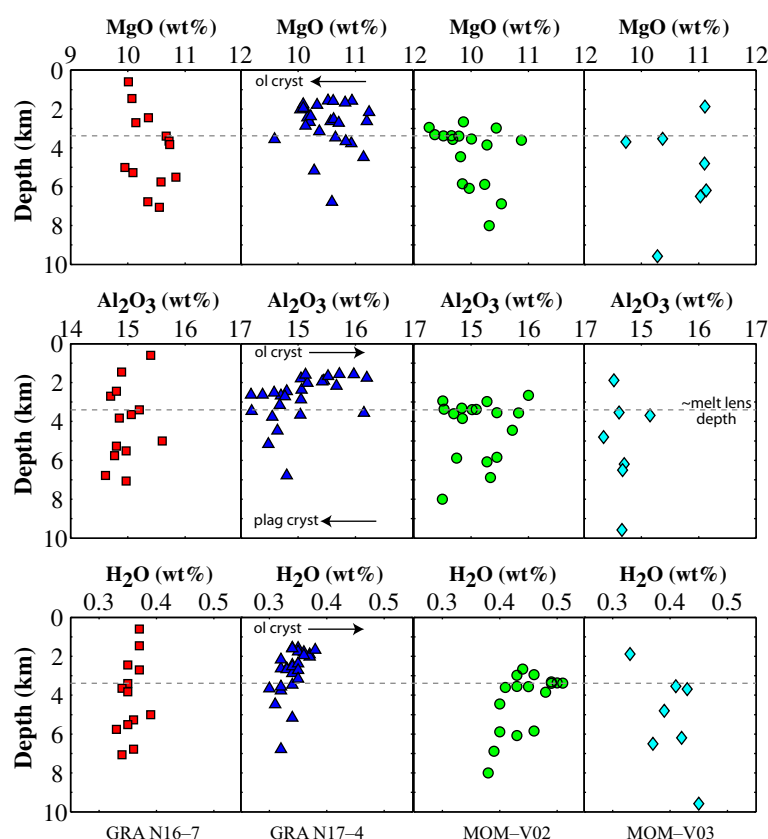 MgO (wt%) MgO (wt%) MgO (wt%) MgO (wt%)
9 10 11 12 10 11 12 10 11 12 10 11 12
0
2
4
6
8
10
Depth (km)
ol cryst
Al2O3 (wt%) Al2O3 (wt%) Al2O3 (wt%) Al2O3 (wt%)
14 15 16 17 15 16 17 15 16 17 15 16 17
0
2
4
6
8
10
Depth (km)
ol cryst
plag cryst
~melt lens
depth
H2O (wt%) H2O (wt%) H2O (wt%) H2O (wt%)
0.3 0.4 0.5 0.3 0.4 0.5 0.3 0.4 0.5 0.3 0.4 0.5
0
2
4
6
8
10
Depth (km)
ol cryst
GRA N16–7 GRA N17–4 MOM–V02 MOM–V03